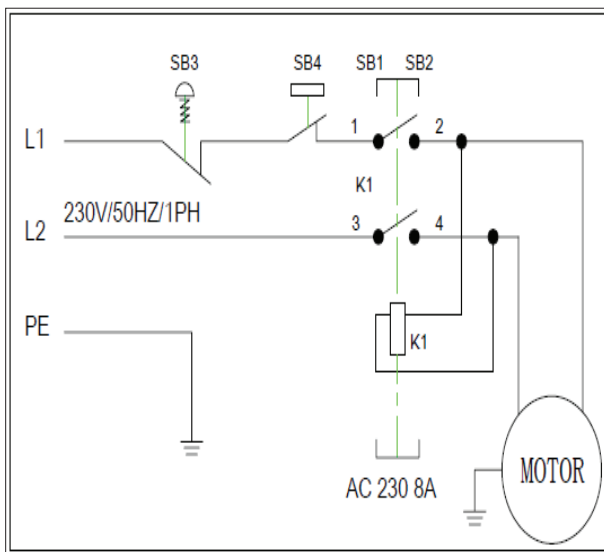 SB3 SB4 SB1 SB2
L1 1 2
K1
230V/50HZ/1PH
L2 3 4
PE
K1
MOTOR
AC 230 8A